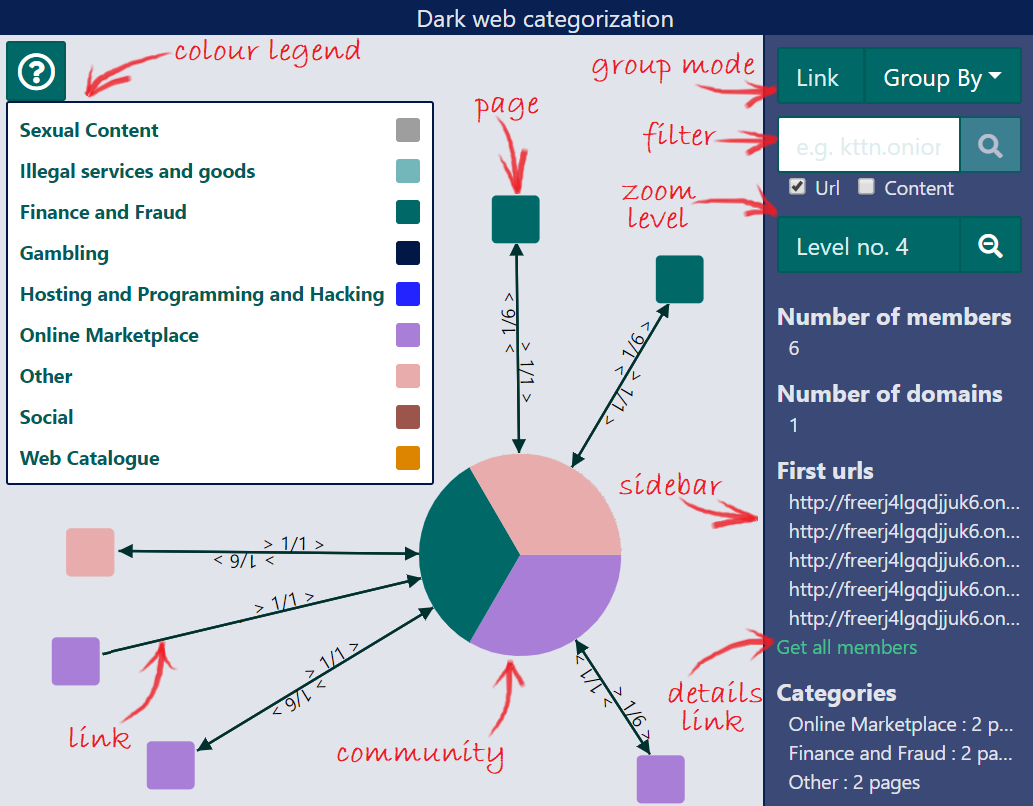 Dark web categorization
colour legend
Sexual Content
Illegal services and goods
Finance and Fraud
Gambling
Hosting and Programming and Hacking
Online Marketplace
Other
Social
Web Catalogue
page
group mode
filter
zoom
level
> 1/6 >
> 1/1 <
> 1/6 >
> 1/1 <
> 1/1 >
< 1/6 >
> 1/1 >
> 1/1 >
< 1/6 >
> 1/1 <
> 1/6 >
link
community
sidebar
details
link
Link
Group By
e.g. kttn.onior
Url
Content
Level no. 4
Number of members
6
Number of domains
1
First urls
http://freerj4lgqdjjuk6.on...
http://freerj4lgqdjjuk6.on...
http://freerj4lgqdjjuk6.on...
http://freerj4lgqdjjuk6.on...
http://freerj4lgqdjjuk6.on...
Get all members
Categories
Online Marketplace : 2 p...
Finance and Fraud : 2 pa...
Other : 2 pages